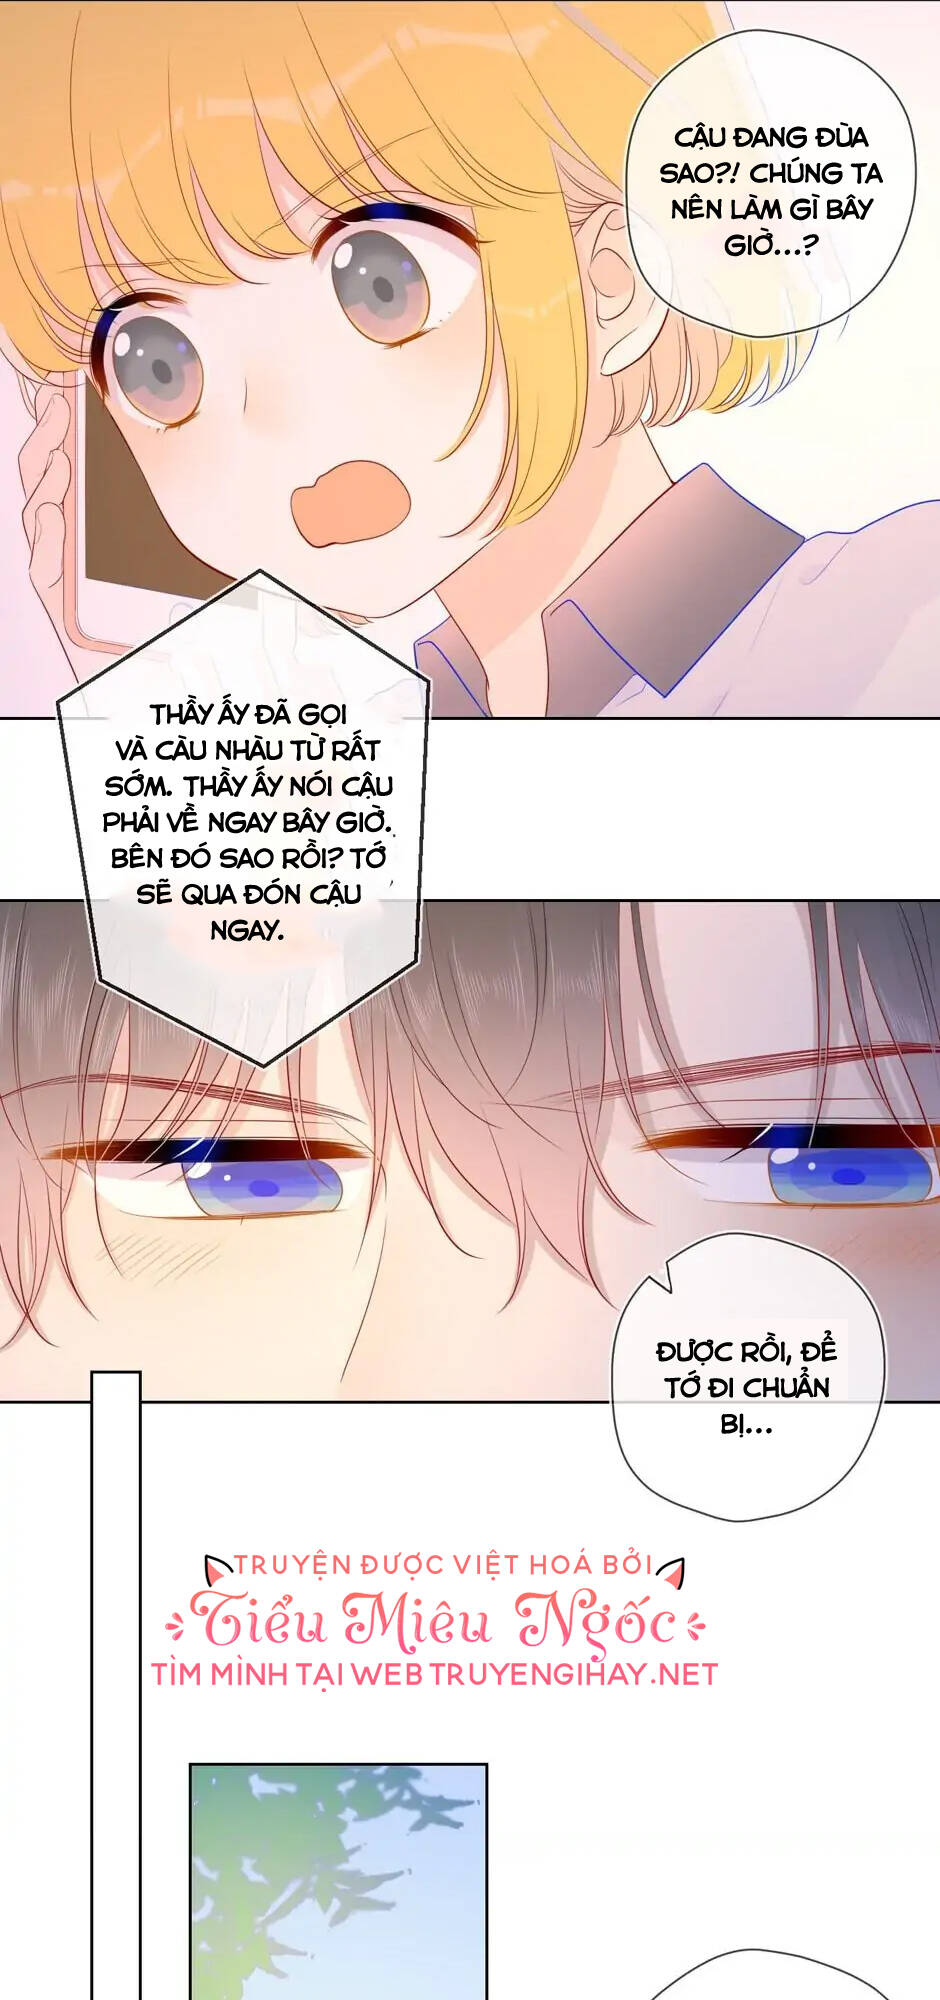 CẬU ĐANG ĐÙA
SAO?! CHÚNG TA
NÊN LÀM GÌ BÂY
GIỜ...?
THẦY ẤY ĐÃ GỌI
VÀ CÀU NHÀU TỪ RẤT
SỚM. THẦY ẤY NÓI CẬU
PHẢI VỀ NGAY BÂY GIỜ.
BÊN ĐÓ SAO RỒI? TỚ
SẼ QUA ĐÓN CẬU
NGAY.
ĐƯỢC RỒI, ĐỂ
TỚ ĐI CHUẨN
BỊ...
TRUYỆN ĐƯỢC VIỆT HOÁ BỞI
TIỂU MIÊU NGỐC
TÌM MÌNH TẠI WEB TRUYENGIHAY.NET